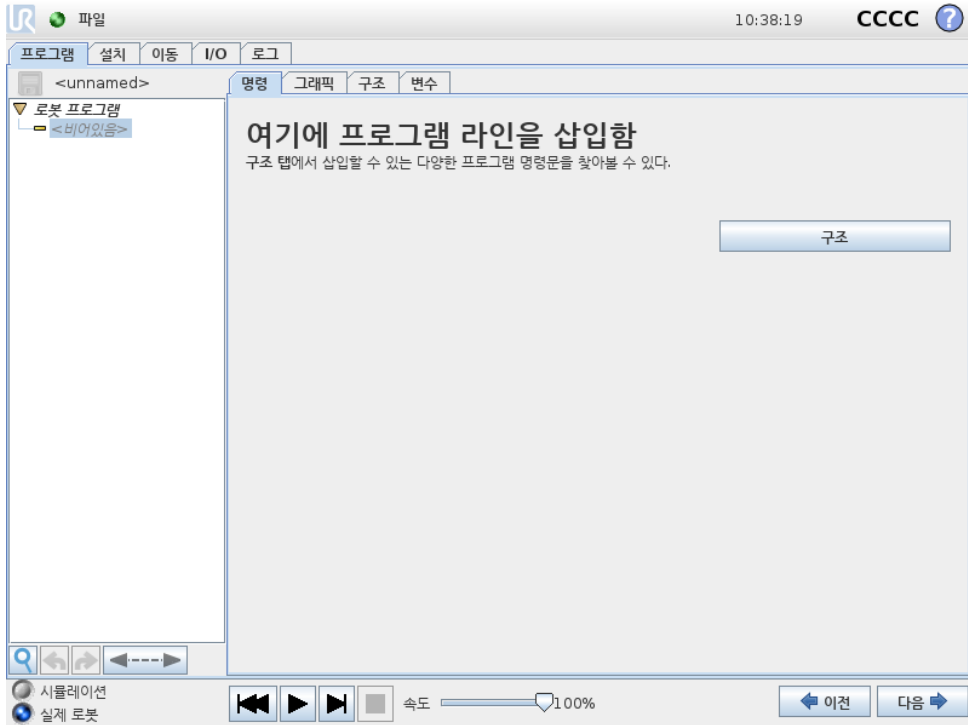 UR 파일 10:38:19 CCCC ?
프로그램 설치 이동 I/O 로그
<unnamed> 명령 그래픽 구조 변수
로봇 프로그램
<비어있음>
여기에 프로그램 라인을 삽입함
구조 탭에서 삽입할 수 있는 다양한 프로그램 명령문을 찾아볼 수 있다.
구조
시뮬레이션
실제 로봇
속도 100% 이전 다음